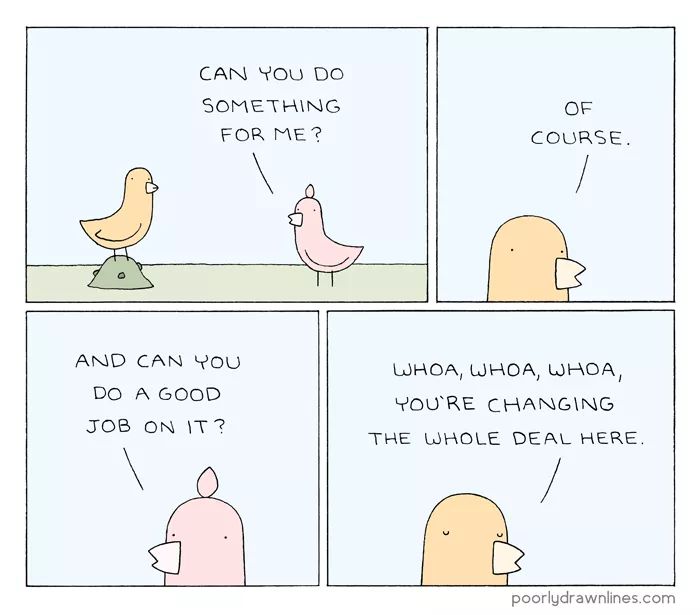 CAN YOU DO
SOMETHING
FOR ME?
OF
COURSE.
AND CAN YOU
DO A GOOD
JOB ON IT?
WHOA, WHOA, WHOA,
YOU'RE CHANGING
THE WHOLE DEAL HERE.
poorlydrawnlines.com